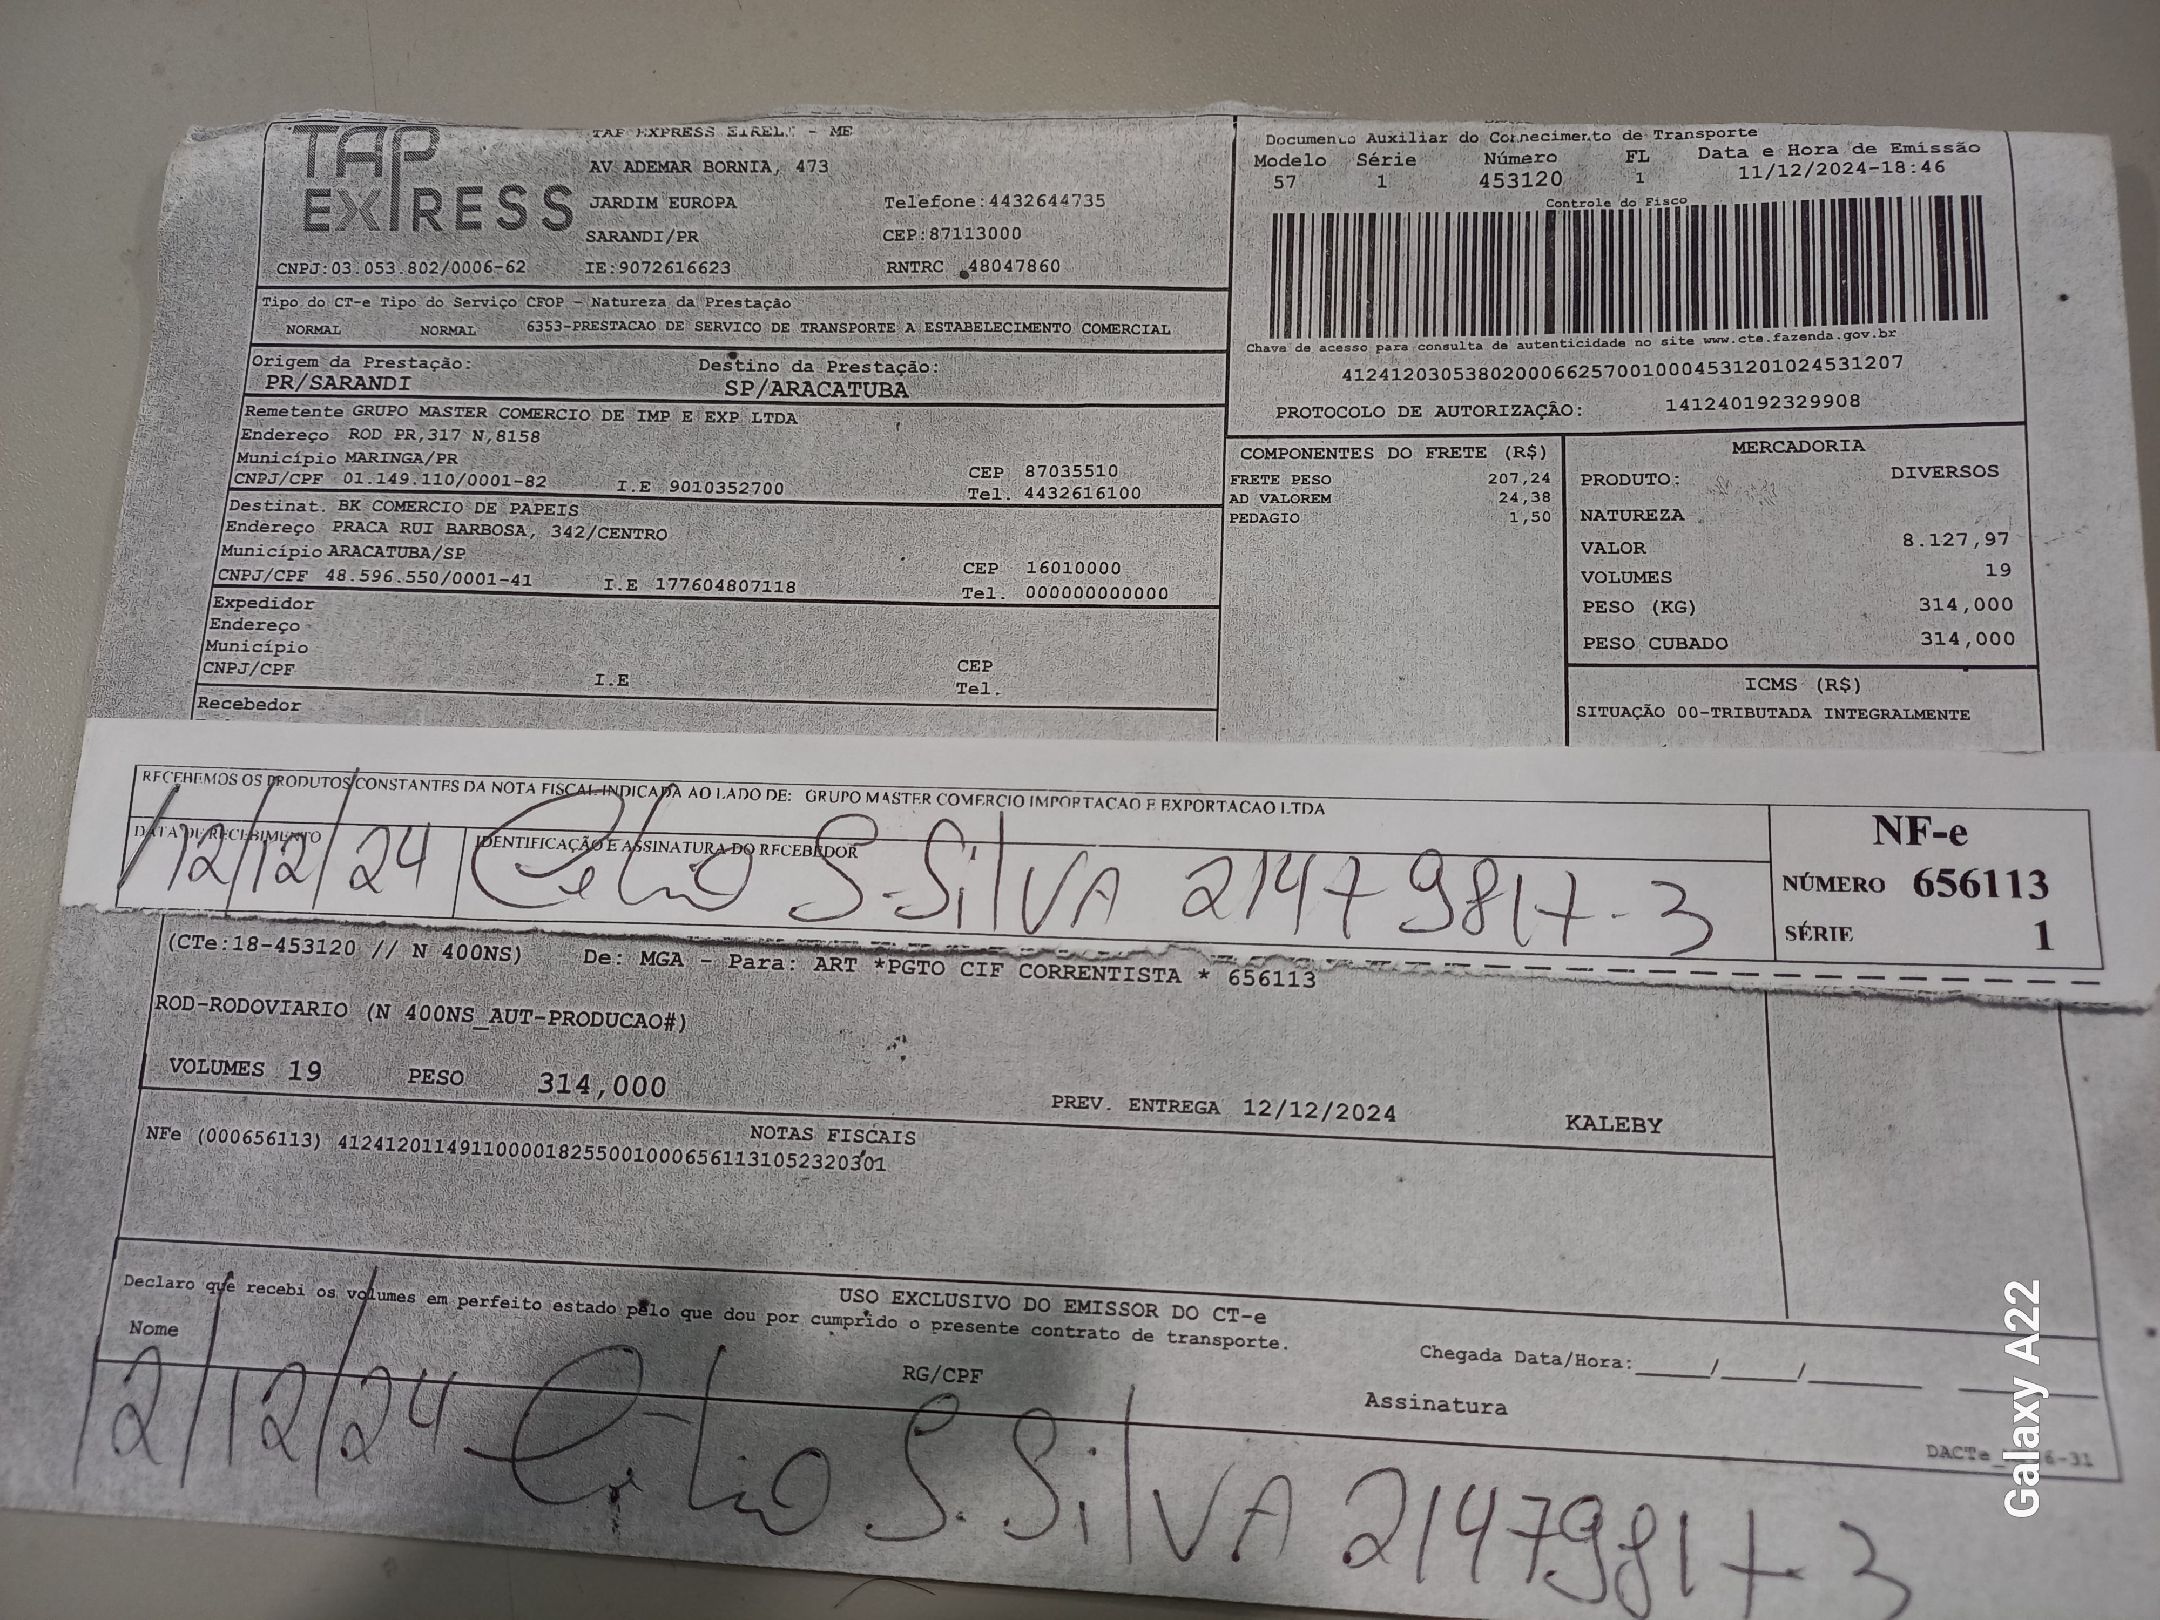 TAP EXPRESS
TAP EXPRESS EIRELI - ME
AV ADEMAR BORNIA, 473
JARDIM EUROPA Telefone:4432644735
SARANDI/PR CEP:87113000
CNPJ:03.053.802/0006-62 IE:9072616623 RNTRC 48047860
Documento Auxiliar do Conhecimento de Transporte
Modelo Série Número FL Data e Hora de Emissão
57 1 453120 1 11/12/2024-18:46
Controle do Fisco
Chave de acesso para consulta de autenticidade no site www.cte.fazenda.gov.br
41241203053802000662570010004531201024531207
PROTOCOLO DE AUTORIZAÇÃO: 141240192329908
Tipo do CT-e Tipo do Serviço CFOP - Natureza da Prestação
NORMAL NORMAL 6353-PRESTACAO DE SERVICO DE TRANSPORTE A ESTABELECIMENTO COMERCIAL
Origem da Prestação: Destino da Prestação:
PR/SARANDI SP/ARACATUBA
Remetente GRUPO MASTER COMERCIO DE IMP E EXP LTDA
Endereço ROD PR,317 N,8158
Município MARINGA/PR CEP 87035510
CNPJ/CPF 01.149.110/0001-82 I.E 9010352700 Tel. 4432616100
Destinat. BK COMERCIO DE PAPEIS
Endereço PRACA RUI BARBOSA, 342/CENTRO
Município ARACATUBA/SP CEP 16010000
CNPJ/CPF 48.596.550/0001-41 I.E 177604807118 Tel. 000000000000
Expedidor
Endereço
Município CEP
CNPJ/CPF I.E Tel.
Recebedor
COMPONENTES DO FRETE (R$)
FRETE PESO 207,24
AD VALOREM 24,38
PEDAGIO 1,50
MERCADORIA
PRODUTO: DIVERSOS
NATUREZA
VALOR 8.127,97
VOLUMES 19
PESO (KG) 314,000
PESO CUBADO 314,000
ICMS (R$)
SITUAÇÃO 00-TRIBUTADA INTEGRALMENTE
RECEBEMOS OS PRODUTOS CONSTANTES DA NOTA FISCAL INDICADA AO LADO DE: GRUPO MASTER COMERCIO IMPORTACAO E EXPORTACAO LTDA
DATA DE RECEBIMENTO IDENTIFICAÇÃO E ASSINATURA DO RECEBEDOR
12/12/24 Celio S. SilVA 21479817-3
NF-e
NÚMERO 656113
SÉRIE 1
(CTe:18-453120 // N 400NS) De: MGA - Para: ART *PGTO CIF CORRENTISTA * 656113
ROD-RODOVIARIO (N 400NS_AUT-PRODUCAO#)
VOLUMES 19 PESO 314,000
PREV. ENTREGA 12/12/2024 KALEBY
NOTAS FISCAIS
NFe (000656113) 41241201149110000182550010006561131052320301
USO EXCLUSIVO DO EMISSOR DO CT-e
Declaro que recebi os volumes em perfeito estado pelo que dou por cumprido o presente contrato de transporte.
Nome RG/CPF Chegada Data/Hora:_____/_____/_____
Assinatura
12/12/24 Celio S. SilVA 21479817-3
Galaxy A22